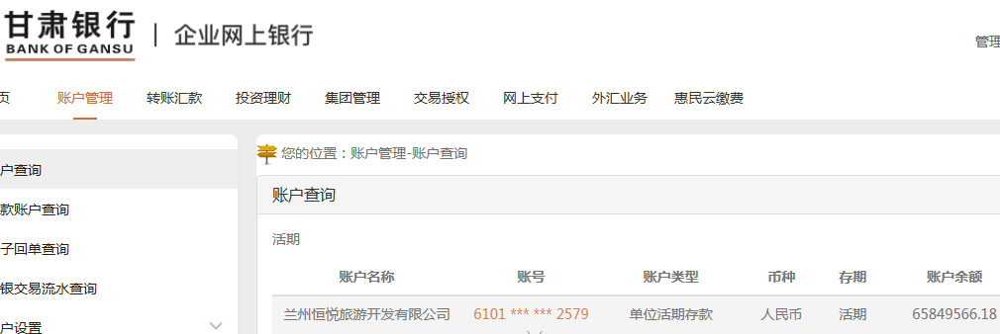 甘肃银行 | 企业网上银行
BANK OF GANSU
管理
页 账户管理 转账汇款 投资理财 集团管理 交易授权 网上支付 外汇业务 惠民云缴费
您的位置：账户管理-账户查询
户查询
账户查询
款账户查询
活期
子回单查询
账户名称 账号 账户类型 币种 存期 账户余额
银交易流水查询
兰州恒悦旅游开发有限公司 6101 *** *** 2579 单位活期存款 人民币 活期 65849566.18
户设置